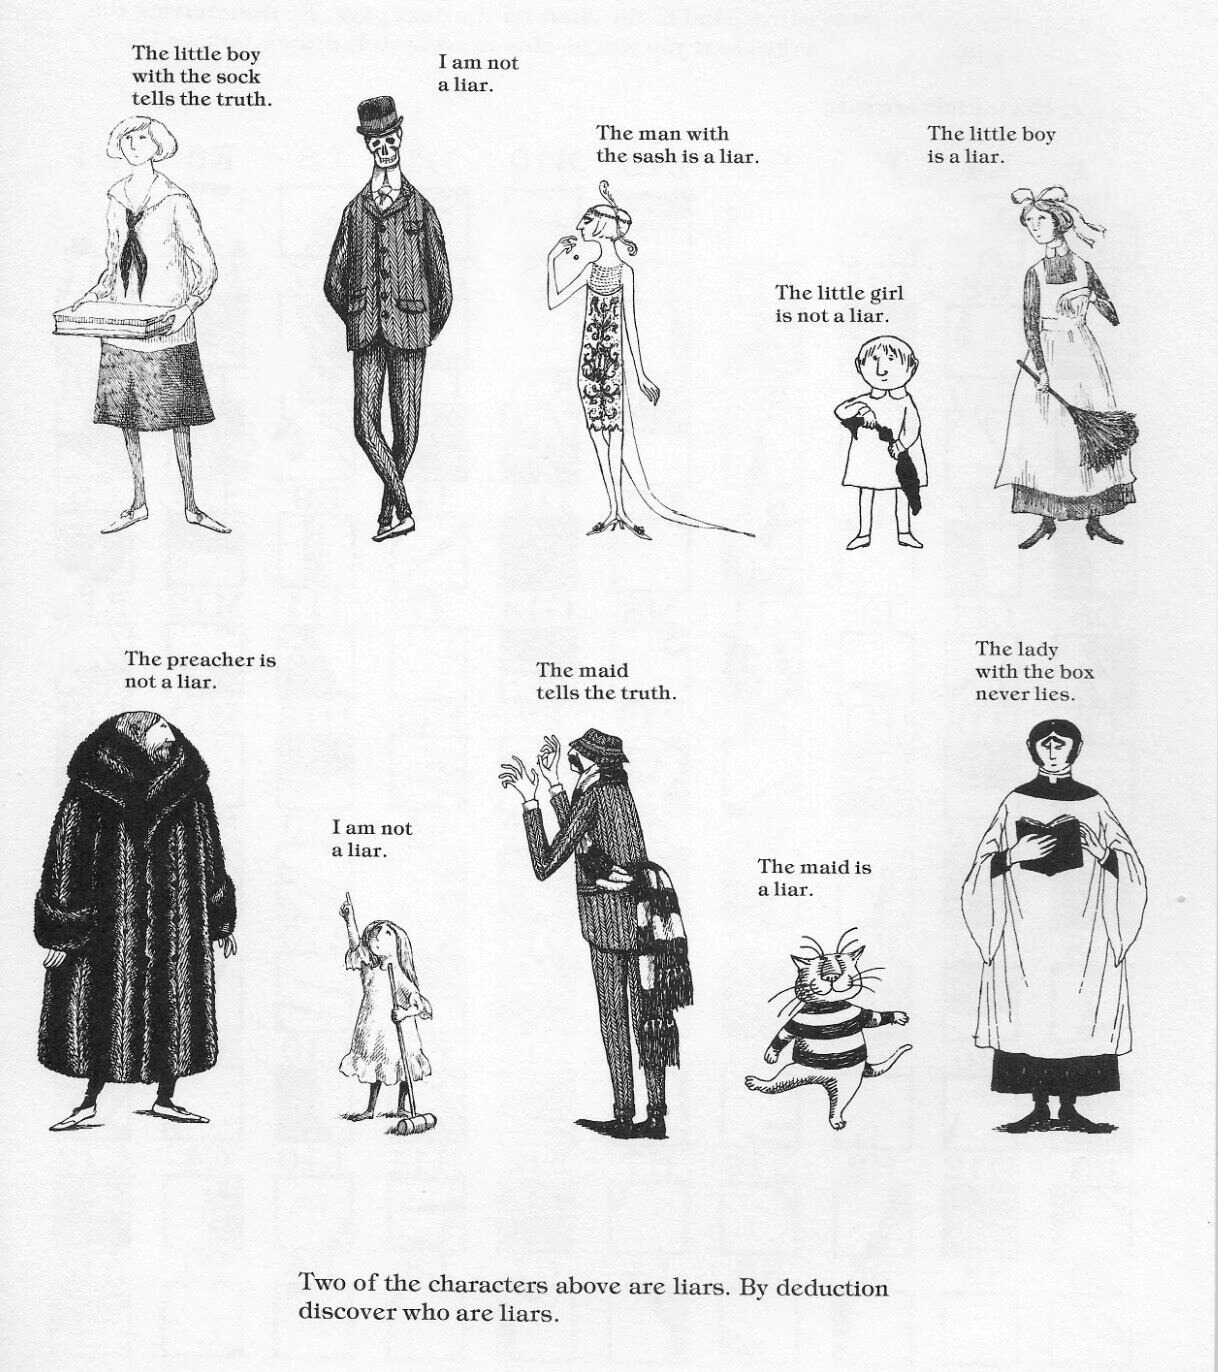 The little boy
with the sock
tells the truth.
I am not
a liar.
The man with
the sash is a liar.
The little boy
is a liar.
The little girl
is not a liar.
The preacher is
not a liar.
I am not
a liar.
The maid
tells the truth.
The maid is
a liar.
The lady
with the box
never lies.
Two of the characters above are liars. By deduction
discover who are liars.